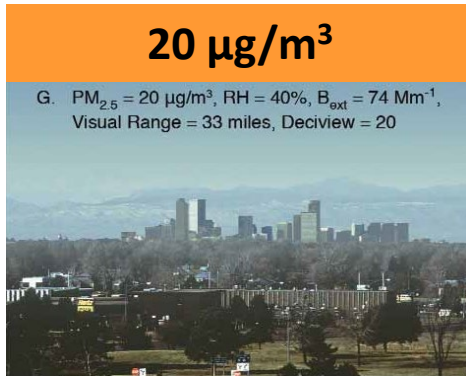 20 µg/m³
G. PM₂.₅ = 20 µg/m³, RH = 40%, Bₑₓₜ = 74 Mm⁻¹,
Visual Range = 33 miles, Deciview = 20